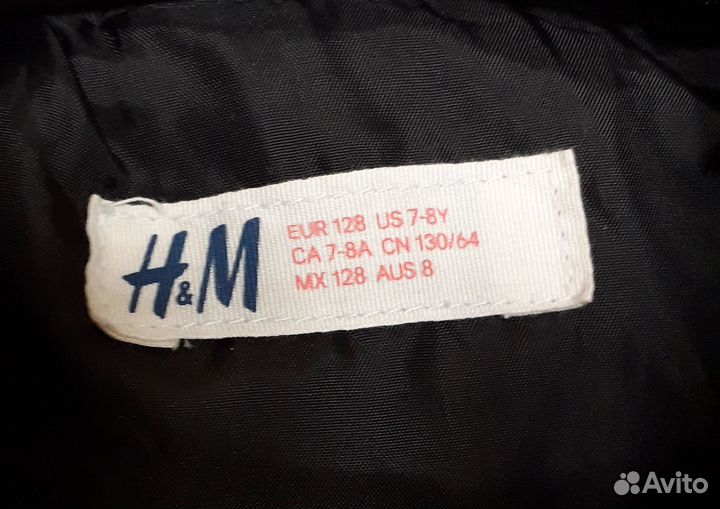 H&M
EUR 128 US 7-8Y
CA 7-8A CN 130/64
MX 128 AUS 8
Avito